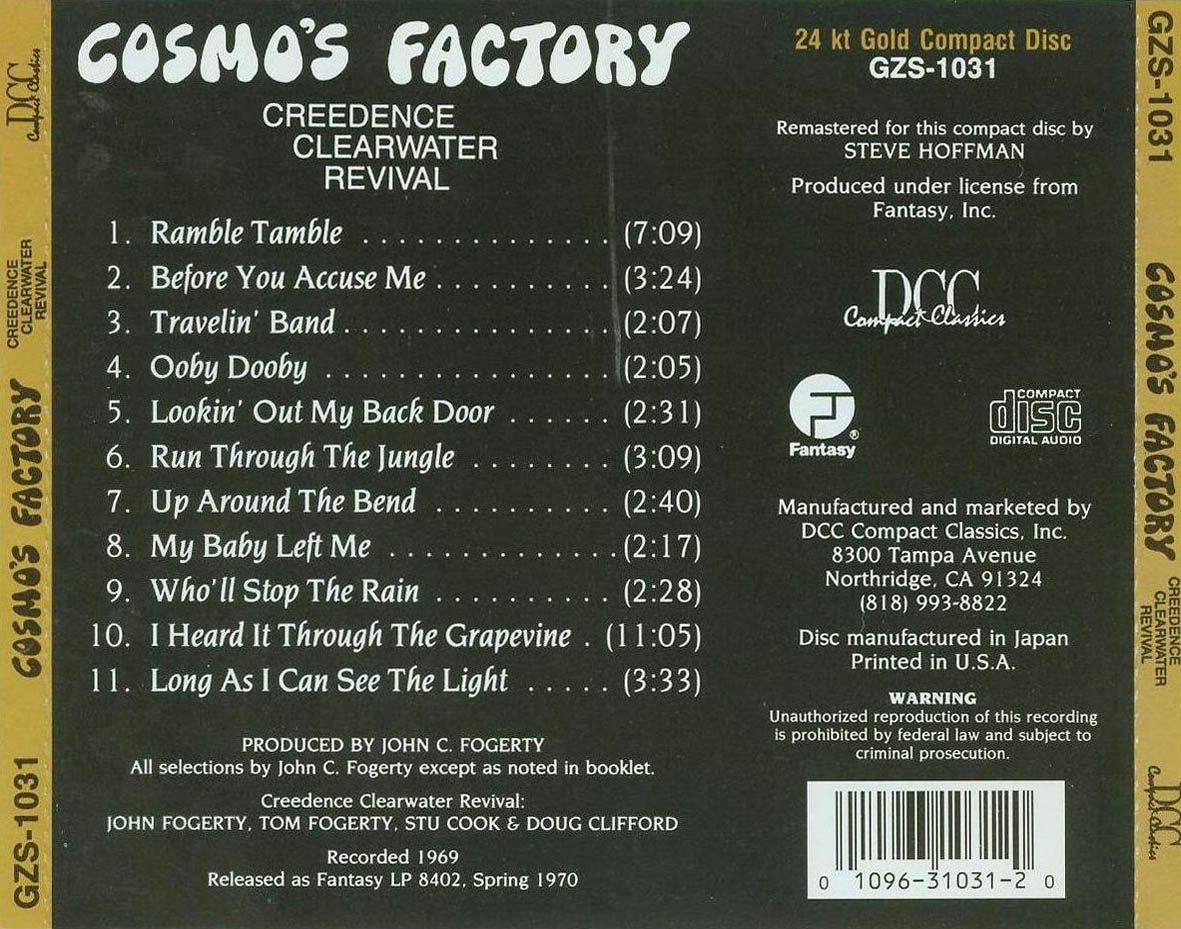 COSMO'S FACTORY
CREEDENCE
CLEARWATER
REVIVAL
1. Ramble Tamble . . . . . . . . . . . . . . (7:09)
2. Before You Accuse Me . . . . . . . . . . (3:24)
3. Travelin' Band . . . . . . . . . . . . . . . (2:07)
4. Ooby Dooby . . . . . . . . . . . . . . . . (2:05)
5. Lookin' Out My Back Door . . . . . . (2:31)
6. Run Through The Jungle . . . . . . . . (3:09)
7. Up Around The Bend . . . . . . . . . . (2:40)
8. My Baby Left Me . . . . . . . . . . . . . (2:17)
9. Who'll Stop The Rain . . . . . . . . . . (2:28)
10. I Heard It Through The Grapevine . (11:05)
11. Long As I Can See The Light . . . . . (3:33)
PRODUCED BY JOHN C. FOGERTY
All selections by John C. Fogerty except as noted in booklet.
Creedence Clearwater Revival:
JOHN FOGERTY, TOM FOGERTY, STU COOK & DOUG CLIFFORD
Recorded 1969
Released as Fantasy LP 8402, Spring 1970
24 kt Gold Compact Disc
GZS-1031
Remastered for this compact disc by
STEVE HOFFMAN
Produced under license from
Fantasy, Inc.
DCC
Compact Classics
Fantasy ®
COMPACT
disc
DIGITAL AUDIO
Manufactured and marketed by
DCC Compact Classics, Inc.
8300 Tampa Avenue
Northridge, CA 91324
(818) 993-8822
Disc manufactured in Japan
Printed in U.S.A.
WARNING
Unauthorized reproduction of this recording
is prohibited by federal law and subject to
criminal prosecution.
0 1096-31031-2 0
GZS-1031
COSMO'S FACTORY
CREEDENCE
CLEARWATER
REVIVAL
DCC
Compact Classics
GZS-1031
COSMO'S FACTORY
CREEDENCE
CLEARWATER
REVIVAL
DCC
Compact Classics